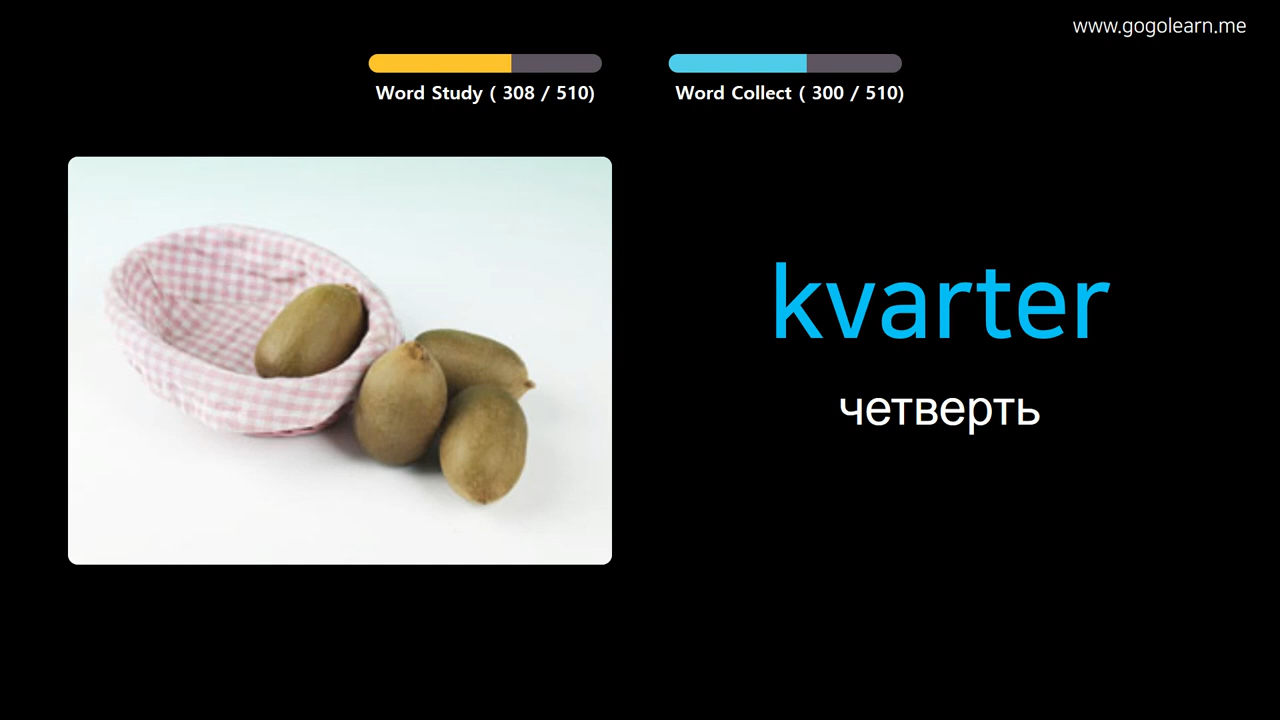 www.gogolearn.me
Word Study ( 308 / 510)
Word Collect ( 300 / 510)
kvarter
четверть